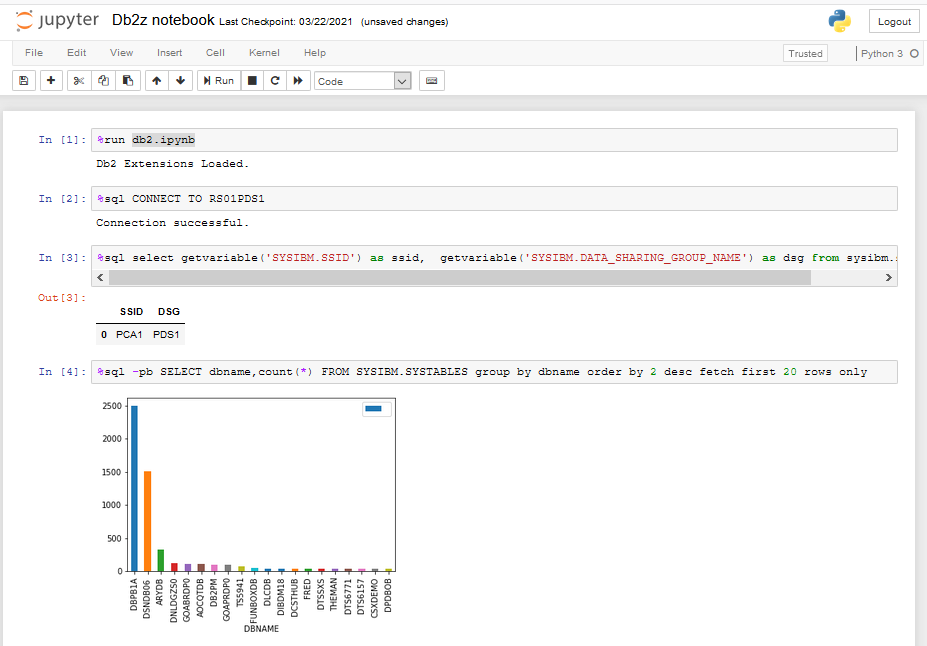 jupyter Db2z notebook Last Checkpoint: 03/22/2021 (unsaved changes) Logout
File Edit View Insert Cell Kernel Help Trusted Python 3
Run Code
In [1]: %run db2.ipynb
Db2 Extensions Loaded.
In [2]: %sql CONNECT TO RS01PDS1
Connection successful.
In [3]: %sql select getvariable('SYSIBM.SSID') as ssid,  getvariable('SYSIBM.DATA_SHARING_GROUP_NAME') as dsg from sysibm.
Out[3]:
SSID DSG
0 PCA1 PDS1
In [4]: %sql -pb SELECT dbname,count(*) FROM SYSIBM.SYSTABLES group by dbname order by 2 desc fetch first 20 rows only
2500
2000
1500
1000
500
0
DBPB1A
DSNDB06
ARYDB
DNLDGZS0
GOABRDP0
AOCQTDB
DB2PM
GOAPRDP0
TS5941
FUNBOXDB
DLCDB
DIBDM18
DCSTHUB
FRED
DTSSXS
THEMAN
DTS6771
DTS6157
CSXDEMO
DPDBOB
DBNAME